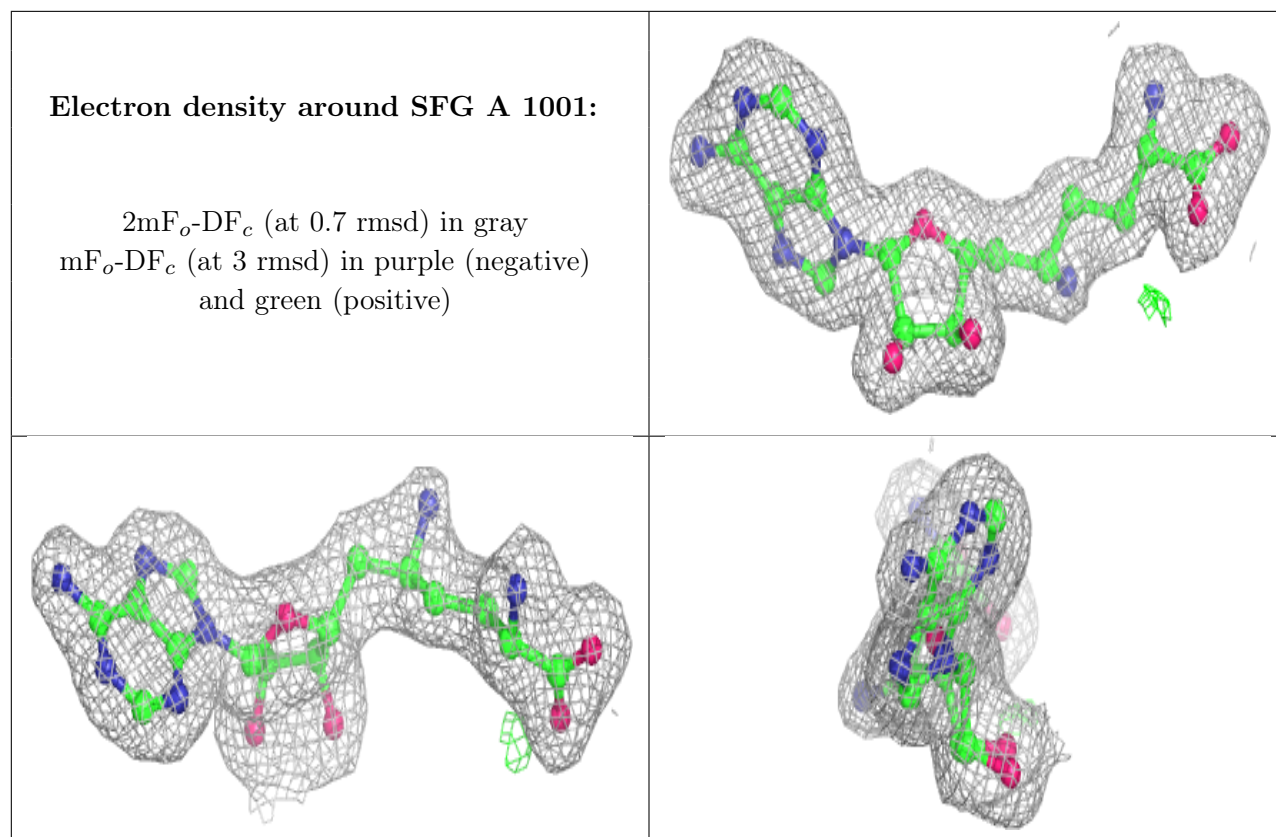 Electron density around SFG A 1001:
2mFₒ-DF𝒸 (at 0.7 rmsd) in gray
mFₒ-DF𝒸 (at 3 rmsd) in purple (negative)
and green (positive)